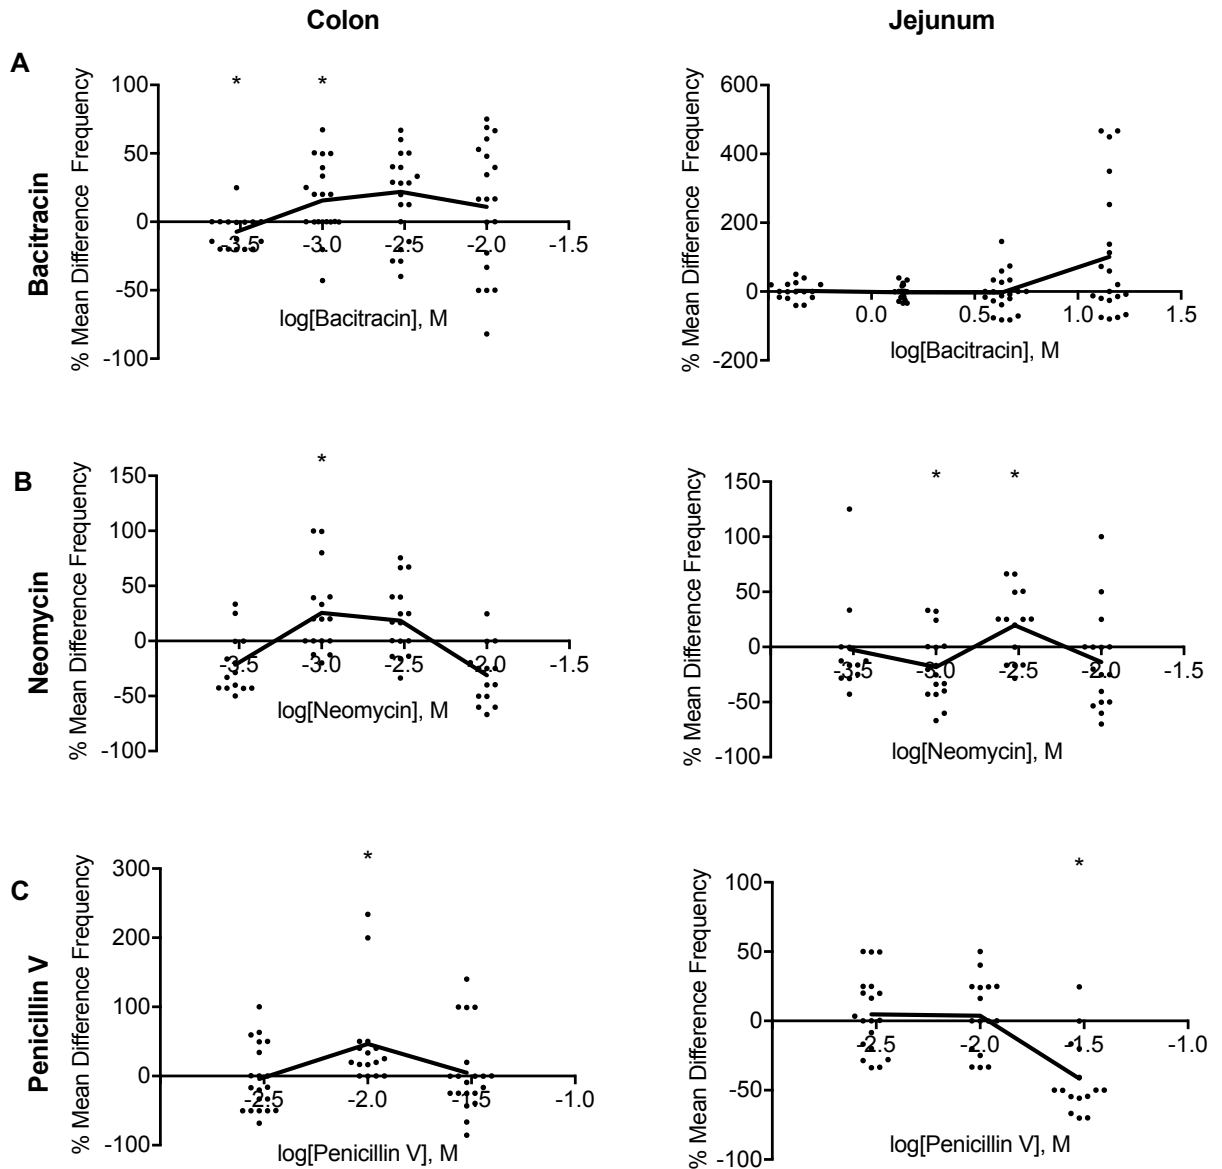 Colon
Jejunum
A
Bacitracin
% Mean Difference Frequency
* *
100
50
0
-50
-100
-3.5 -3.0 -2.5 -2.0 -1.5
log[Bacitracin], M
% Mean Difference Frequency
600
400
200
0
-200
0.0 0.5 1.0 1.5
log[Bacitracin], M
B
Neomycin
% Mean Difference Frequency
*
150
100
50
0
-50
-100
-3.5 -3.0 -2.5 -2.0 -1.5
log[Neomycin], M
% Mean Difference Frequency
* *
150
100
50
0
-50
-100
-3.5 -3.0 -2.5 -2.0 -1.5
log[Neomycin], M
C
Penicillin V
% Mean Difference Frequency
*
300
200
100
0
-100
-2.5 -2.0 -1.5 -1.0
log[Penicillin V], M
% Mean Difference Frequency
*
100
50
0
-50
-100
-2.5 -2.0 -1.5 -1.0
log[Penicillin V], M